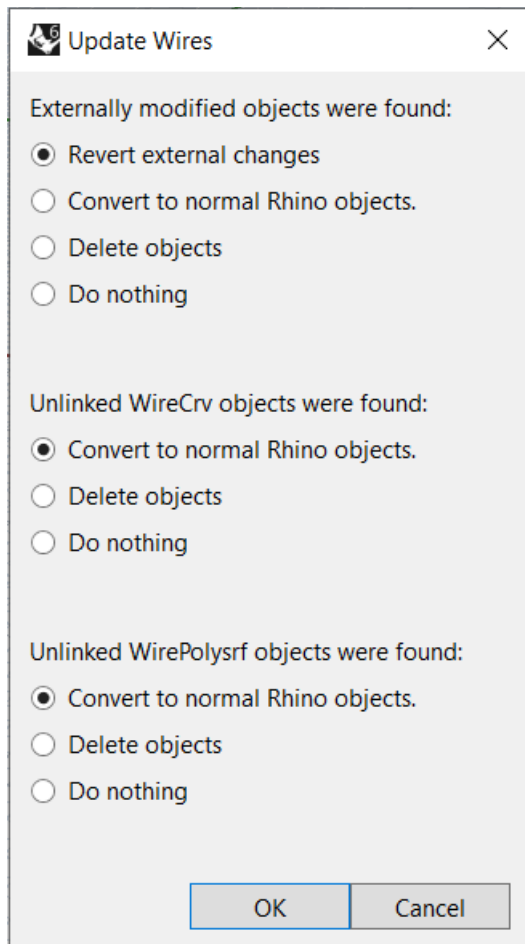 6
Update Wires
Externally modified objects were found:
Revert external changes
Convert to normal Rhino objects.
Delete objects
Do nothing
Unlinked WireCrv objects were found:
Convert to normal Rhino objects.
Delete objects
Do nothing
Unlinked WirePolysrf objects were found:
Convert to normal Rhino objects.
Delete objects
Do nothing
OK Cancel